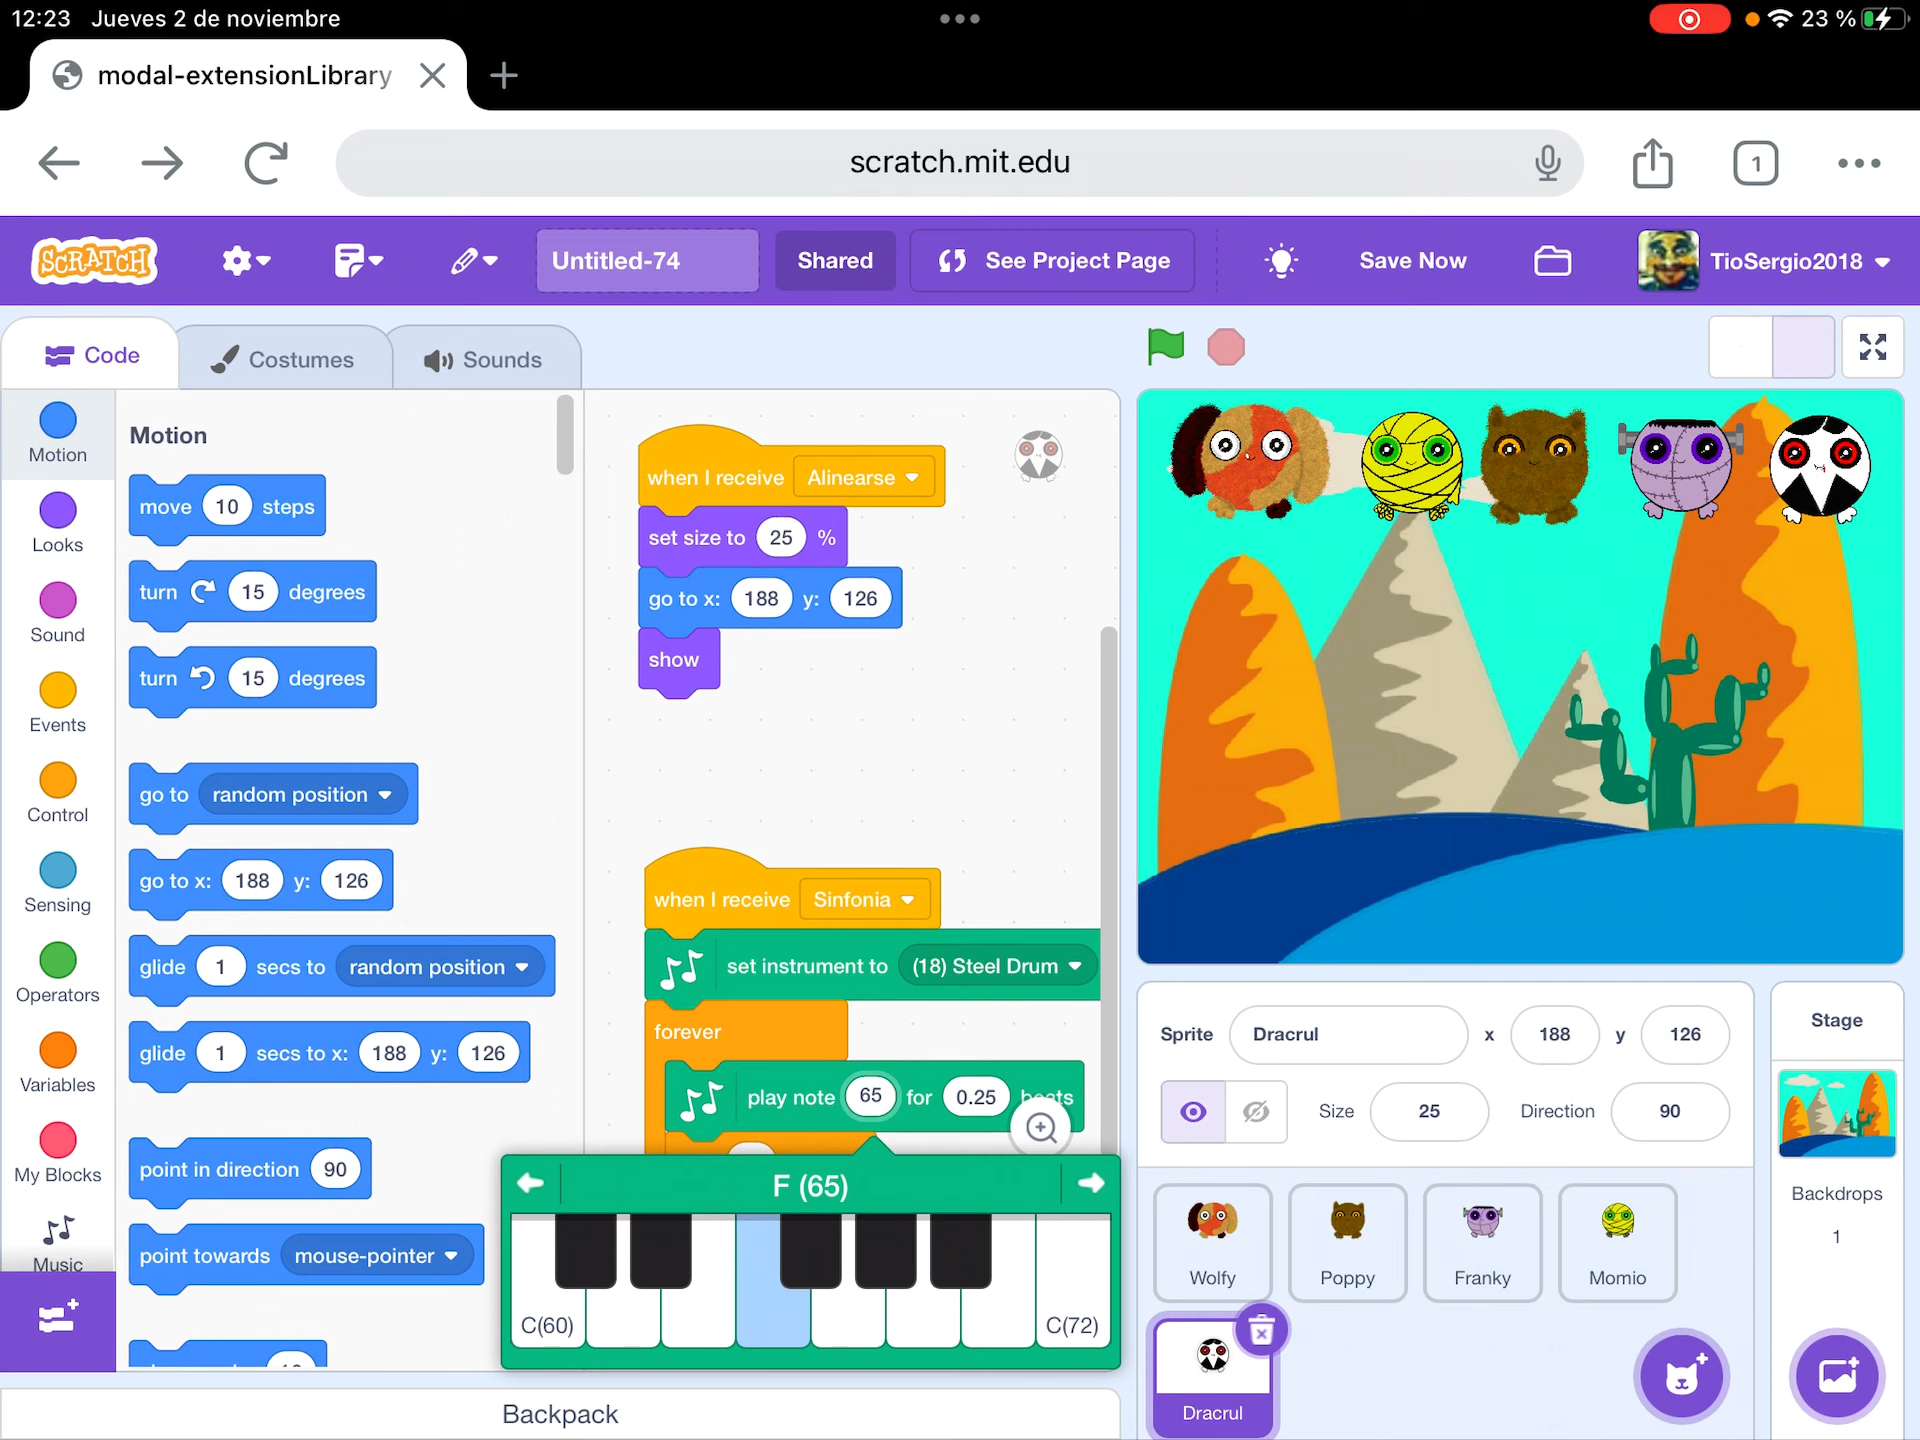 12:23 Jueves 2 de noviembre
23 %
modal-extensionLibrary
scratch.mit.edu
1
SCRATCH
Untitled-74
Shared
See Project Page
Save Now
TioSergio2018
Code
Costumes
Sounds
Motion
Looks
Sound
Events
Control
Sensing
Operators
Variables
My Blocks
Music
Motion
move 10 steps
turn 15 degrees
turn 15 degrees
go to random position
go to x: 188 y: 126
glide 1 secs to random position
glide 1 secs to x: 188 y: 126
point in direction 90
point towards mouse-pointer
when I receive Alinearse
set size to 25 %
go to x: 188 y: 126
show
when I receive Sinfonia
set instrument to (18) Steel Drum
forever
play note 65 for 0.25 beats
F (65)
C(60)
C(72)
Backpack
Sprite Dracrul x 188 y 126
Size 25 Direction 90
Wolfy
Poppy
Franky
Momio
Dracrul
Stage
Backdrops
1